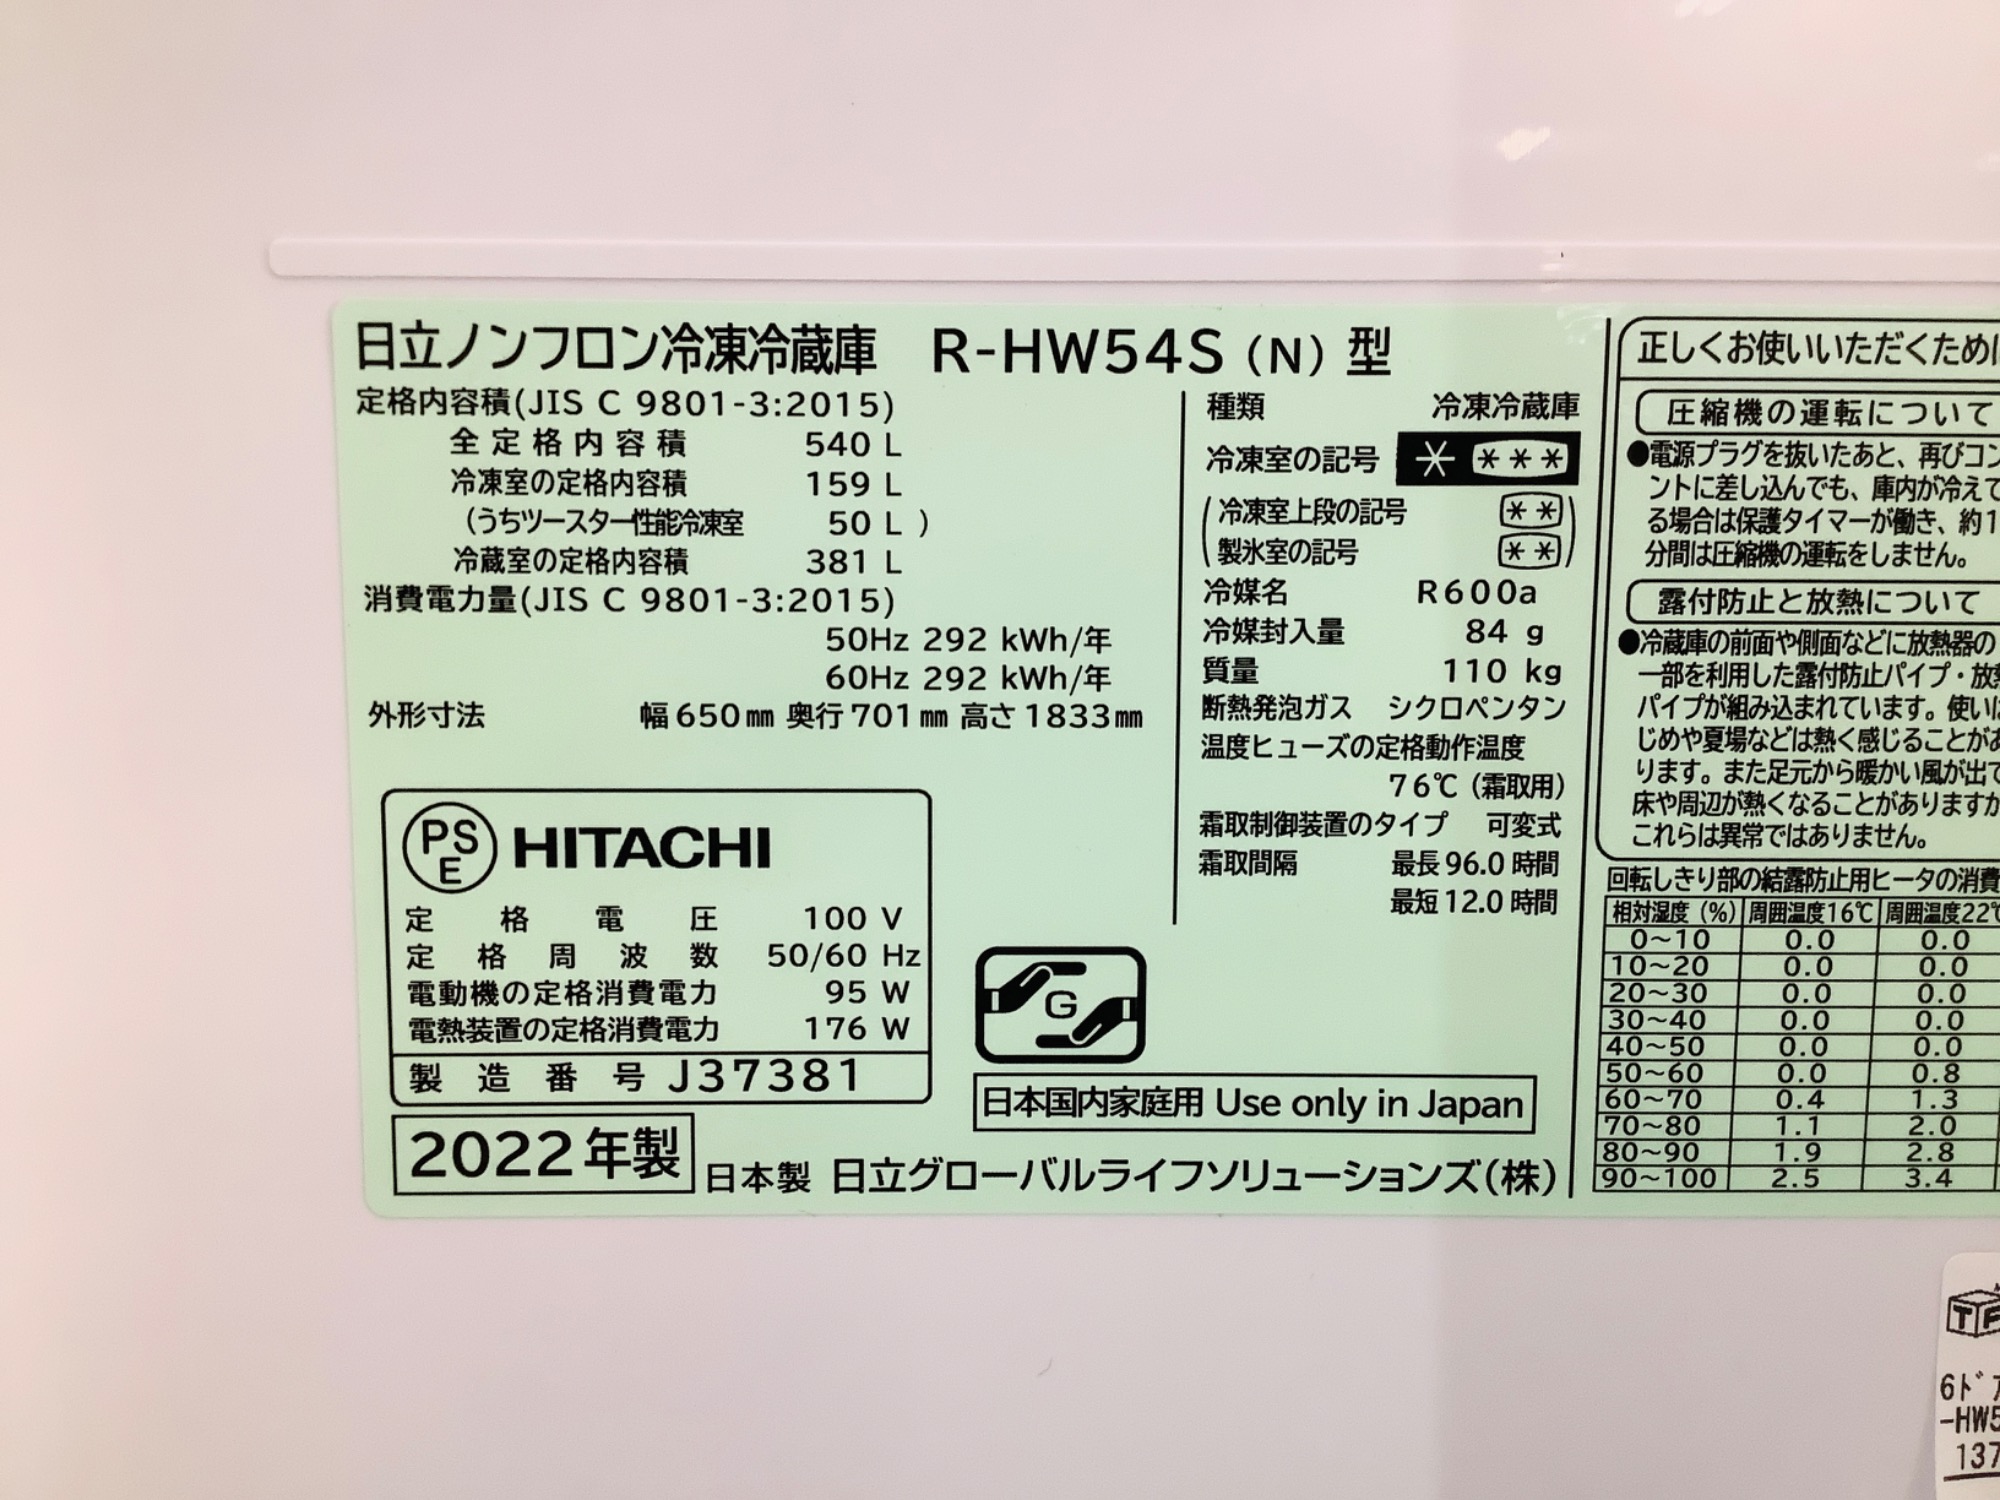 日立ノンフロン冷凍冷蔵庫 R-HW54S (N) 型
定格内容積(JIS C 9801-3:2015)
全定格内容積 540 L
冷凍室の定格内容積 159 L
(うちツースター性能冷凍室 50 L )
冷蔵室の定格内容積 381 L
消費電力量(JIS C 9801-3:2015)
50Hz 292 kWh/年
60Hz 292 kWh/年
外形寸法 幅650㎜ 奥行701㎜ 高さ1833㎜
PS
E
HITACHI
定格電圧 100 V
定格周波数 50/60 Hz
電動機の定格消費電力 95 W
電熱装置の定格消費電力 176 W
製造番号 J37381
2022年製
日本製 日立グローバルライフソリューションズ(株)
種類 冷凍冷蔵庫
冷凍室の記号 * ***
(冷凍室上段の記号 **)
(製氷室の記号 **)
冷媒名 R600a
冷媒封入量 84 g
質量 110 kg
断熱発泡ガス シクロペンタン
温度ヒューズの定格動作温度
76℃ (霜取用)
霜取制御装置のタイプ 可変式
霜取間隔 最長96.0時間
最短12.0時間
G
日本国内家庭用 Use only in Japan
正しくお使いいただくため
圧縮機の運転について
●電源プラグを抜いたあと、再びコン
ントに差し込んでも、庫内が冷えて
る場合は保護タイマーが働き、約1
分間は圧縮機の運転をしません。
露付防止と放熱について
●冷蔵庫の前面や側面などに放熱器の
一部を利用した露付防止パイプ・放熱
パイプが組み込まれています。使いは
じめや夏場などは熱く感じることがあ
ります。また足元から暖かい風が出て
床や周辺が熱くなることがありますか
これらは異常ではありません。
回転しきり部の結露防止用ヒータの消費
相対湿度 (%) 周囲温度16℃ 周囲温度22℃
0~10 0.0 0.0
10~20 0.0 0.0
20~30 0.0 0.0
30~40 0.0 0.0
40~50 0.0 0.0
50~60 0.0 0.8
60~70 0.4 1.3
70~80 1.1 2.0
80~90 1.9 2.8
90~100 2.5 3.4
TF
6ﾄﾞｱ
-HW5
137